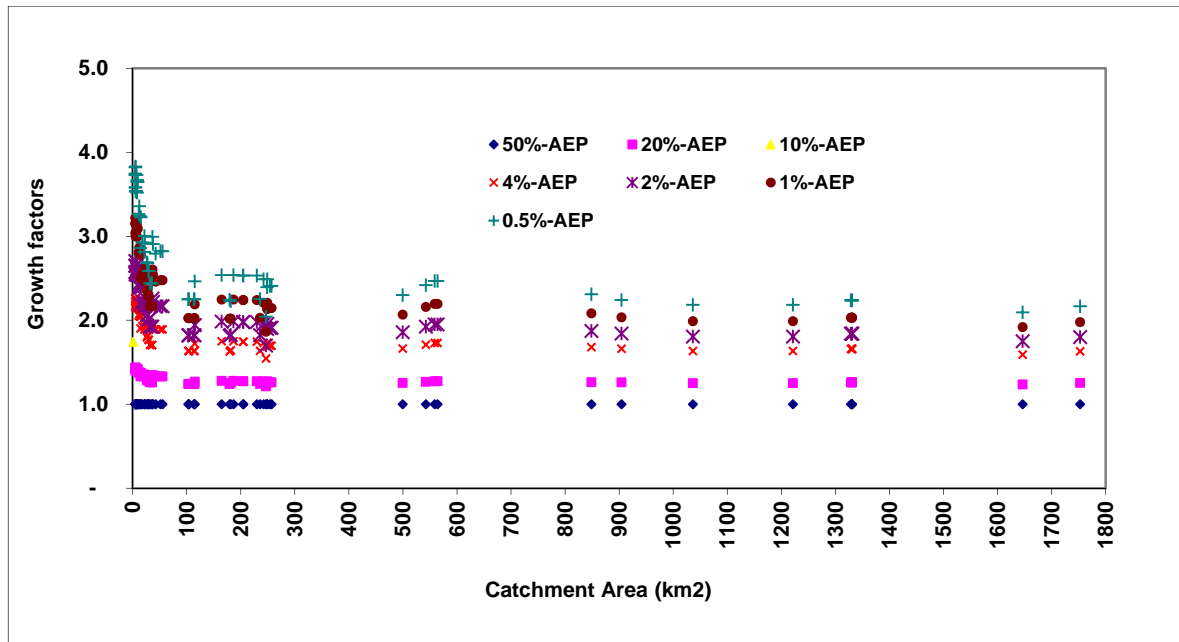 5.0
4.0
3.0
2.0
1.0
-
Growth factors
50%-AEP 20%-AEP 10%-AEP
4%-AEP 2%-AEP 1%-AEP
0.5%-AEP
0 100 200 300 400 500 600 700 800 900 1000 1100 1200 1300 1400 1500 1600 1700 1800
Catchment Area (km2)